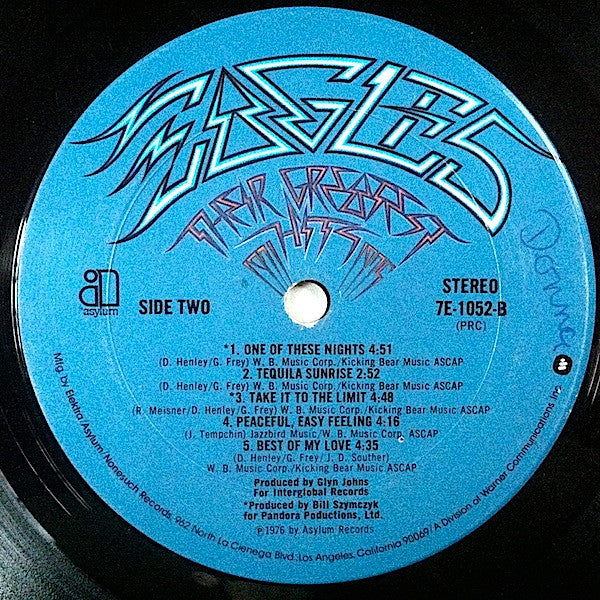 EAGLES
THEIR GREATEST
HITS
asylum
SIDE TWO
STEREO
7E-1052-B
(PRC)
*1. ONE OF THESE NIGHTS 4:51
(D. Henley/G. Frey) W. B. Music Corp./Kicking Bear Music ASCAP
2. TEQUILA SUNRISE 2:52
(D. Henley/G. Frey) W. B. Music Corp./Kicking Bear Music ASCAP
*3. TAKE IT TO THE LIMIT 4:48
(R. Meisner/D. Henley/G. Frey) W. B. Music Corp./Kicking Bear Music ASCAP
4. PEACEFUL, EASY FEELING 4:16
(J. Tempchin) Jazzbird Music/W. B. Music Corp. ASCAP
5. BEST OF MY LOVE 4:35
(D. Henley/G. Frey/J. D. Souther)
W. B. Music Corp./Kicking Bear Music ASCAP
Produced by Glyn Johns
For Interglobal Records
*Produced by Bill Szymczyk
for Pandora Poductions, Ltd.
℗1976 by Asylum Records
Mfg by Elektra/Asylum/Nonesuch Records, 962 North La Cienega Blvd., Los Angeles, California 90069/A Division of Warner Communications Inc.